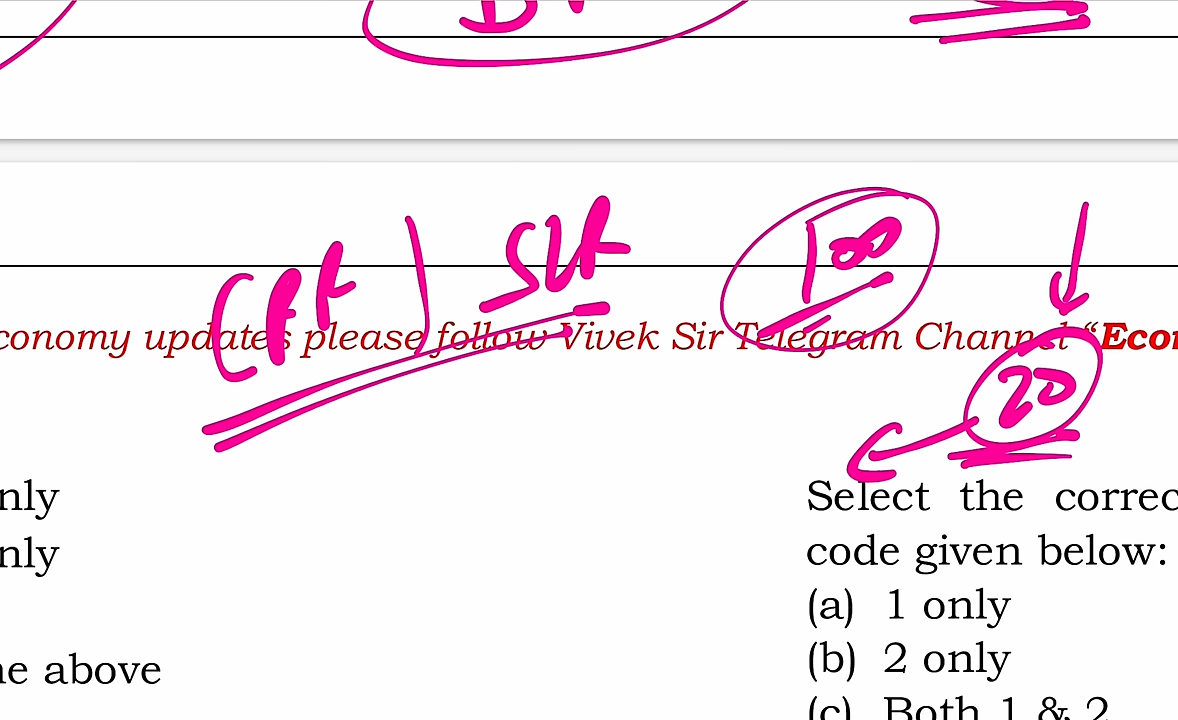 SLR
100
conomy updates please follow Vivek Sir Telegram Channel “Econ
20
nly
nly
ne above
Select the correc
code given below:
(a) 1 only
(b) 2 only
(c) Both 1 & 2